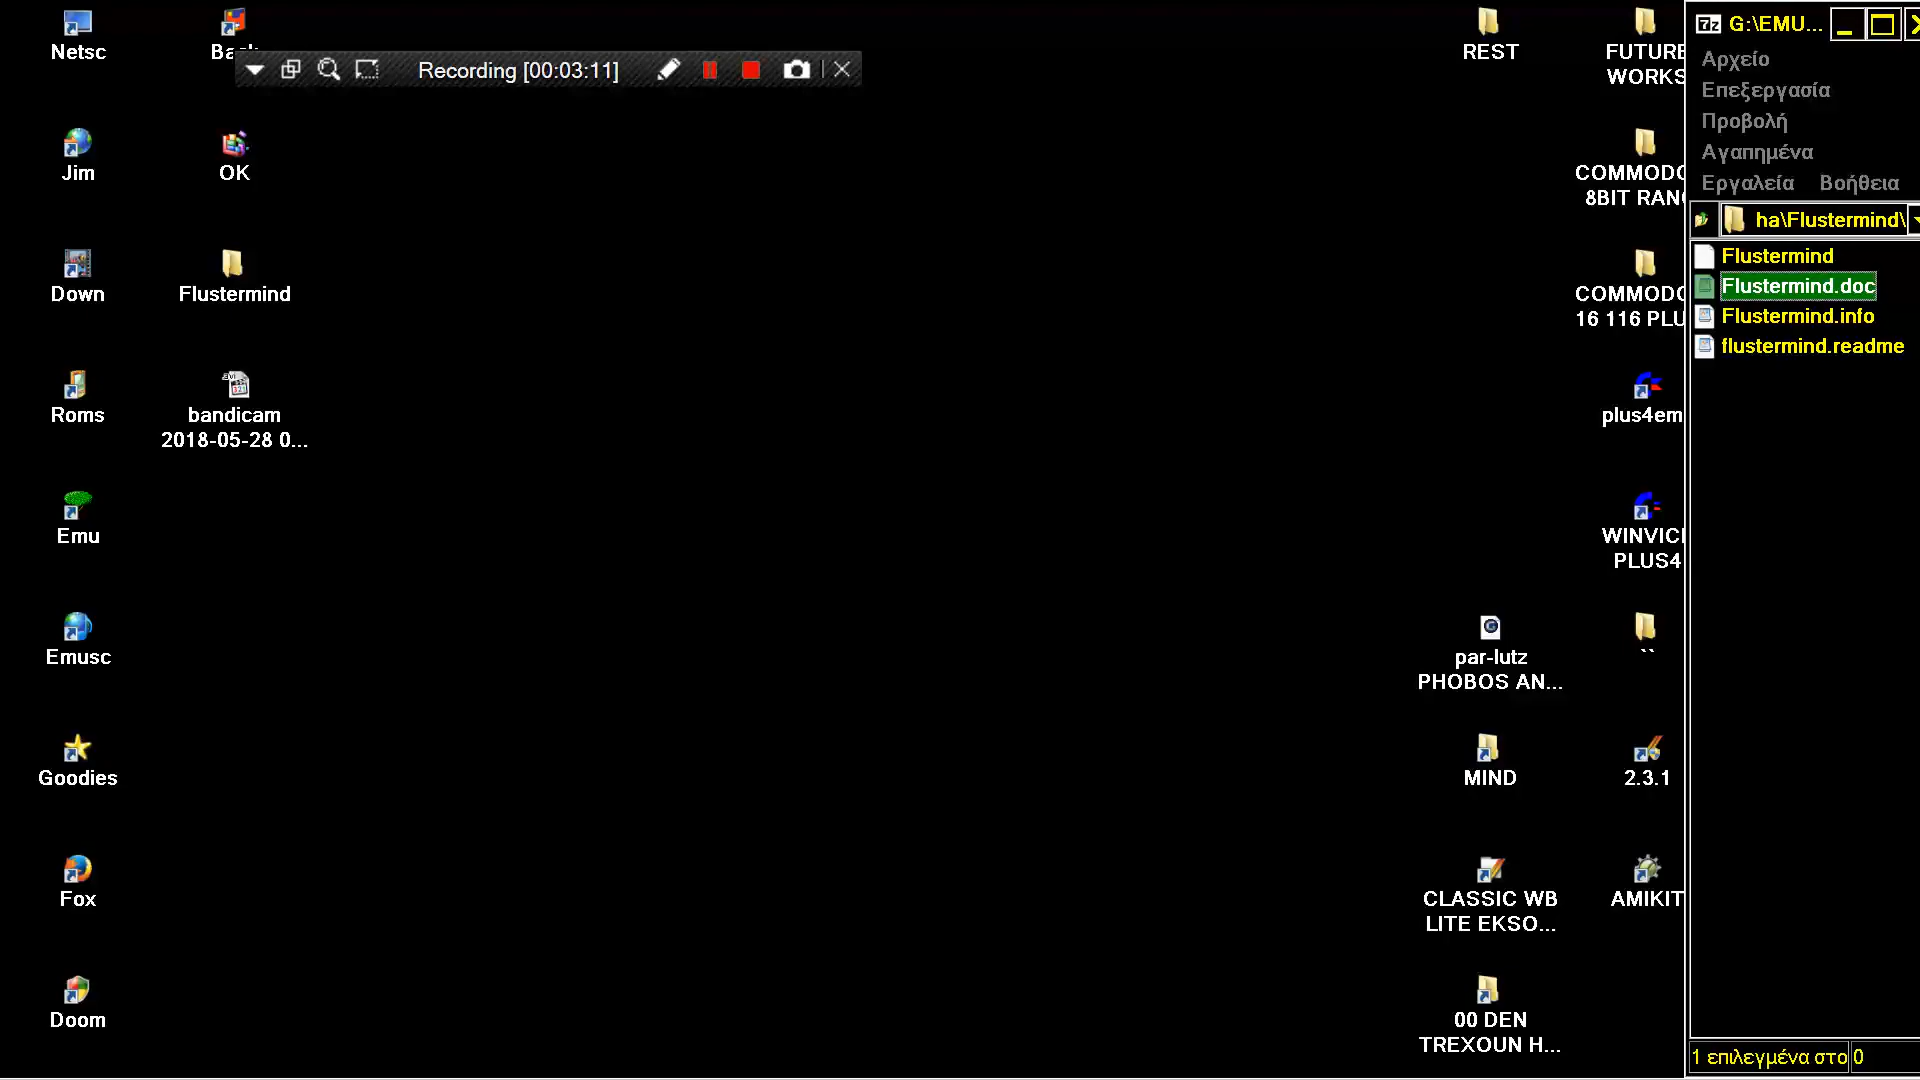 Netsc
Recording [00:03:11]
REST
FUTURE
WORKS
Jim
OK
COMMODO
8BIT RAN
Down
Flustermind
COMMODO
16 116 PLU
Roms
bandicam
2018-05-28 0...
plus4em
Emu
WINVIC
PLUS4
Emusc
par-lutz
PHOBOS AN...
``
Goodies
MIND
2.3.1
Fox
CLASSIC WB
LITE EKSO...
AMIKIT
Doom
00 DEN
TREXOUN H...
7z G:\EMU...
Αρχείο
Επεξεργασία
Προβολή
Αγαπημένα
Εργαλεία Βοήθεια
ha\Flustermind\
Flustermind
Flustermind.doc
Flustermind.info
flustermind.readme
1 επιλεγμένα στο 0